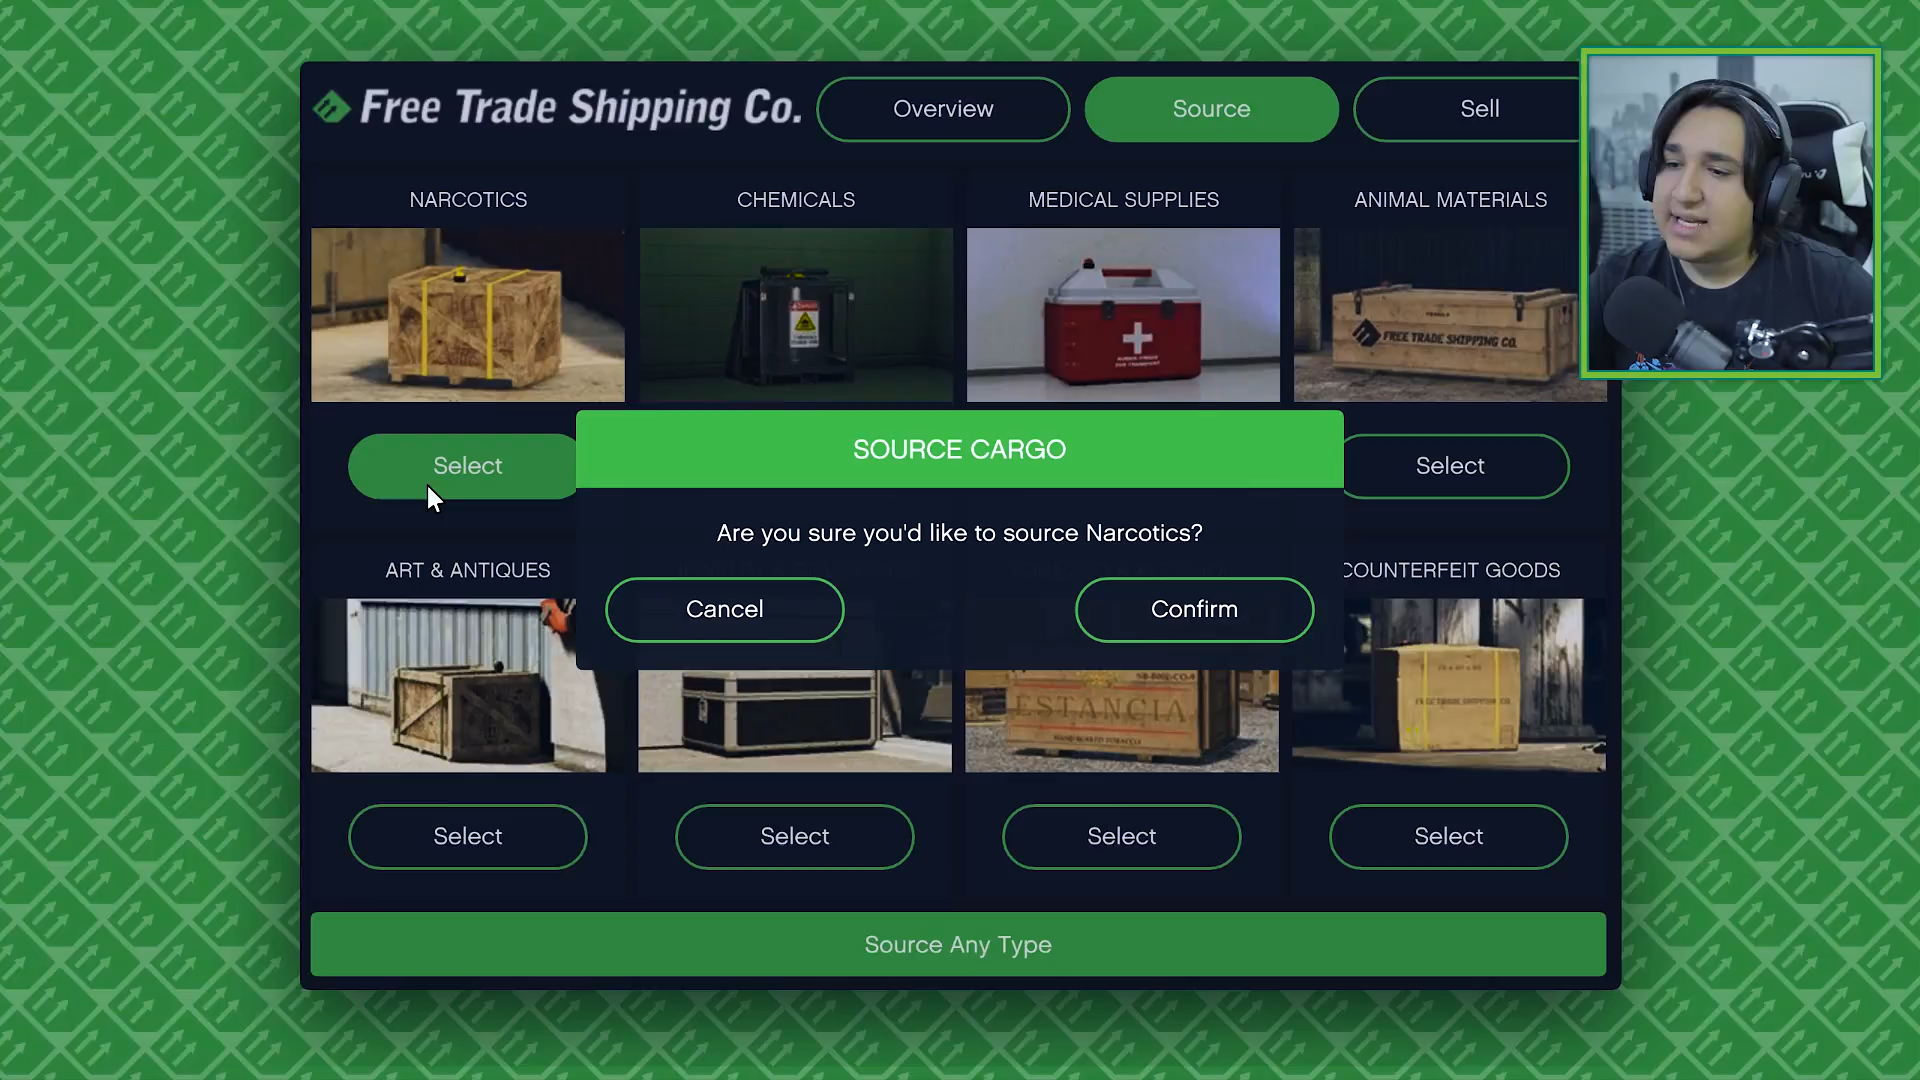 Free Trade Shipping Co.
Overview
Source
Sell
NARCOTICS
CHEMICALS
MEDICAL SUPPLIES
ANIMAL MATERIALS
FREE TRADE SHIPPING CO.
Select
Select
SOURCE CARGO
Are you sure you'd like to source Narcotics?
Cancel
Confirm
ART & ANTIQUES
COUNTERFEIT GOODS
ESTANCIA
Select
Select
Select
Select
Source Any Type